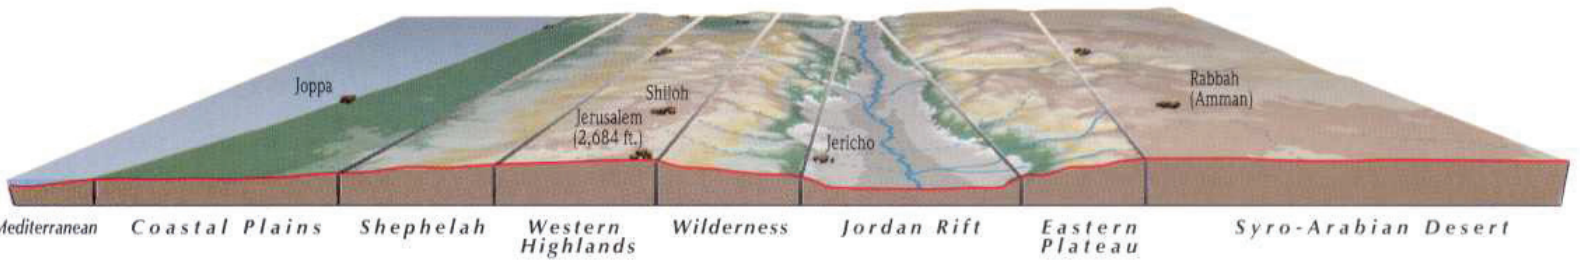 Joppa
Shiloh
Jerusalem
(2,684 ft.)
Jericho
Rabbah
(Amman)
Mediterranean
Coastal Plains
Shephelah
Western
Highlands
Wilderness
Jordan Rift
Eastern
Plateau
Syro-Arabian Desert